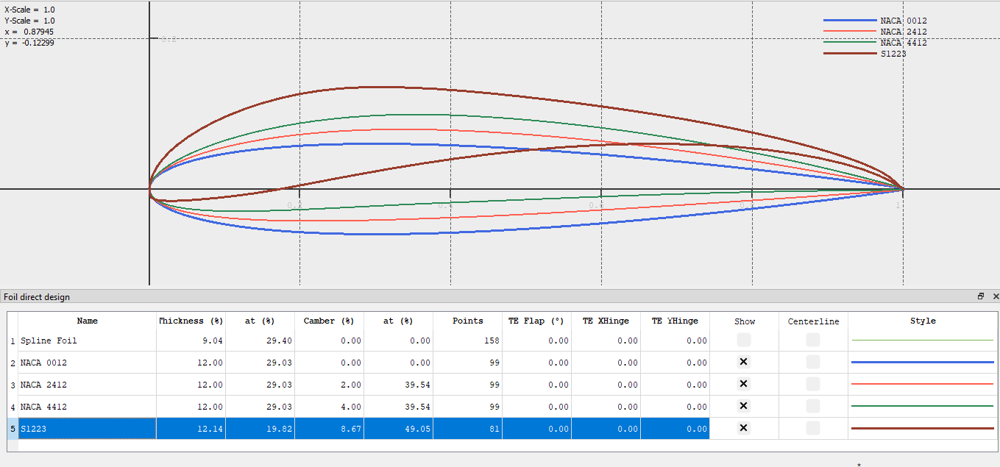 X-Scale = 1.0
Y-Scale = 1.0
x = 0.87945
y = -0.12299
NACA 0012
NACA 2412
NACA 4412
S1223
0.2
0.2 0.4 0.6 0.8 1
Foil direct design
Name Thickness (%) at (%) Camber (%) at (%) Points TE Flap (°) TE XHinge TE YHinge Show Centerline Style
1 Spline Foil 9.04 29.40 0.00 0.00 158 0.00 0.00 0.00
2 NACA 0012 12.00 29.03 0.00 0.00 99 0.00 0.00 0.00
3 NACA 2412 12.00 29.03 2.00 39.54 99 0.00 0.00 0.00
4 NACA 4412 12.00 29.03 4.00 39.54 99 0.00 0.00 0.00
5 S1223 12.14 19.82 8.67 49.05 81 0.00 0.00 0.00
*